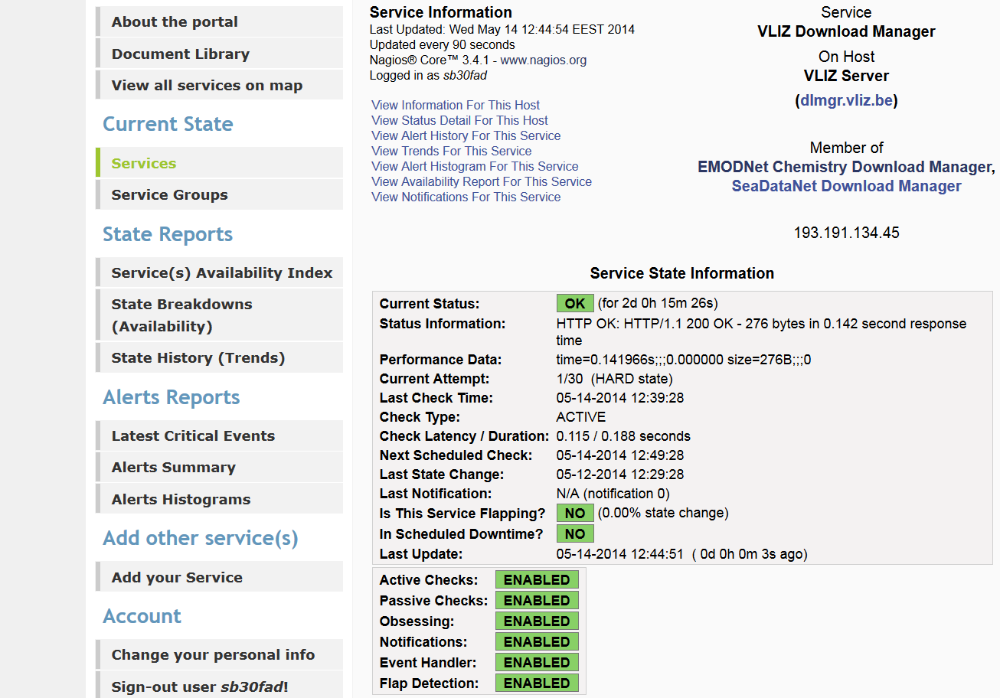 About the portal
Document Library
View all services on map
Current State
Services
Service Groups
State Reports
Service(s) Availability Index
State Breakdowns
(Availability)
State History (Trends)
Alerts Reports
Latest Critical Events
Alerts Summary
Alerts Histograms
Add other service(s)
Add your Service
Account
Change your personal info
Sign-out user sb30fad!
Service Information
Last Updated: Wed May 14 12:44:54 EEST 2014
Updated every 90 seconds
Nagios® Core™ 3.4.1 - www.nagios.org
Logged in as sb30fad
View Information For This Host
View Status Detail For This Host
View Alert History For This Service
View Trends For This Service
View Alert Histogram For This Service
View Availability Report For This Service
View Notifications For This Service
Service
VLIZ Download Manager
On Host
VLIZ Server
(dlmgr.vliz.be)
Member of
EMODNet Chemistry Download Manager,
SeaDataNet Download Manager
193.191.134.45
Service State Information
Current Status: OK (for 2d 0h 15m 26s)
Status Information: HTTP OK: HTTP/1.1 200 OK - 276 bytes in 0.142 second response
time
Performance Data: time=0.141966s;;;0.000000 size=276B;;;0
Current Attempt: 1/30 (HARD state)
Last Check Time: 05-14-2014 12:39:28
Check Type: ACTIVE
Check Latency / Duration: 0.115 / 0.188 seconds
Next Scheduled Check: 05-14-2014 12:49:28
Last State Change: 05-12-2014 12:29:28
Last Notification: N/A (notification 0)
Is This Service Flapping? NO (0.00% state change)
In Scheduled Downtime? NO
Last Update: 05-14-2014 12:44:51 ( 0d 0h 0m 3s ago)
Active Checks: ENABLED
Passive Checks: ENABLED
Obsessing: ENABLED
Notifications: ENABLED
Event Handler: ENABLED
Flap Detection: ENABLED